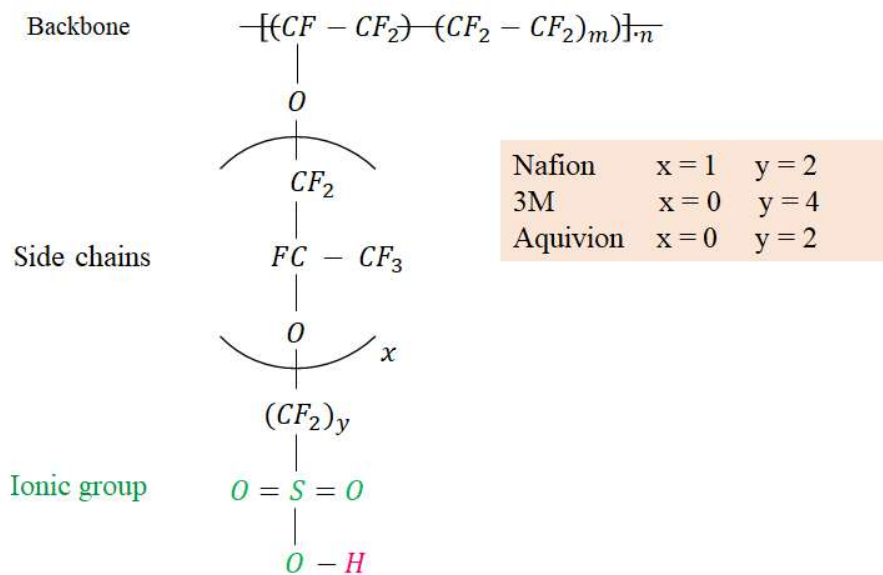 Backbone [(CF − CF₂) (CF₂ − CF₂)ₘ)]·ₙ
O
CF₂
Nafion x = 1 y = 2
3M x = 0 y = 4
Aquivion x = 0 y = 2
Side chains FC − CF₃
O
x
(CF₂)ᵧ
Ionic group O = S = O
O − H